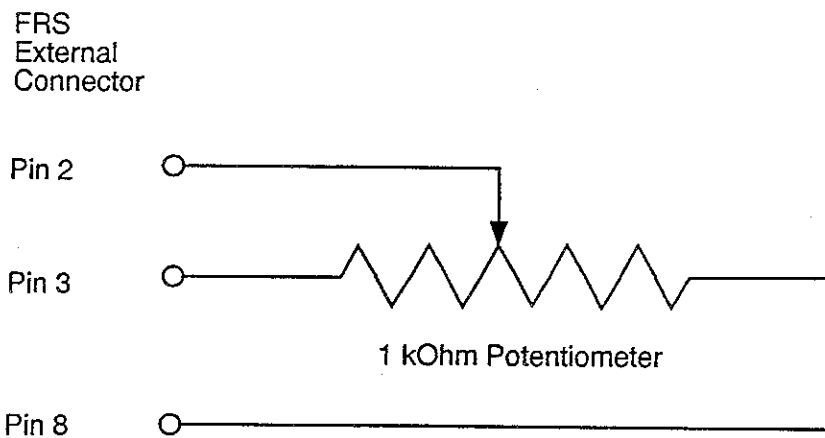 FRS
External
Connector
Pin 2
Pin 3
1 kOhm Potentiometer
Pin 8